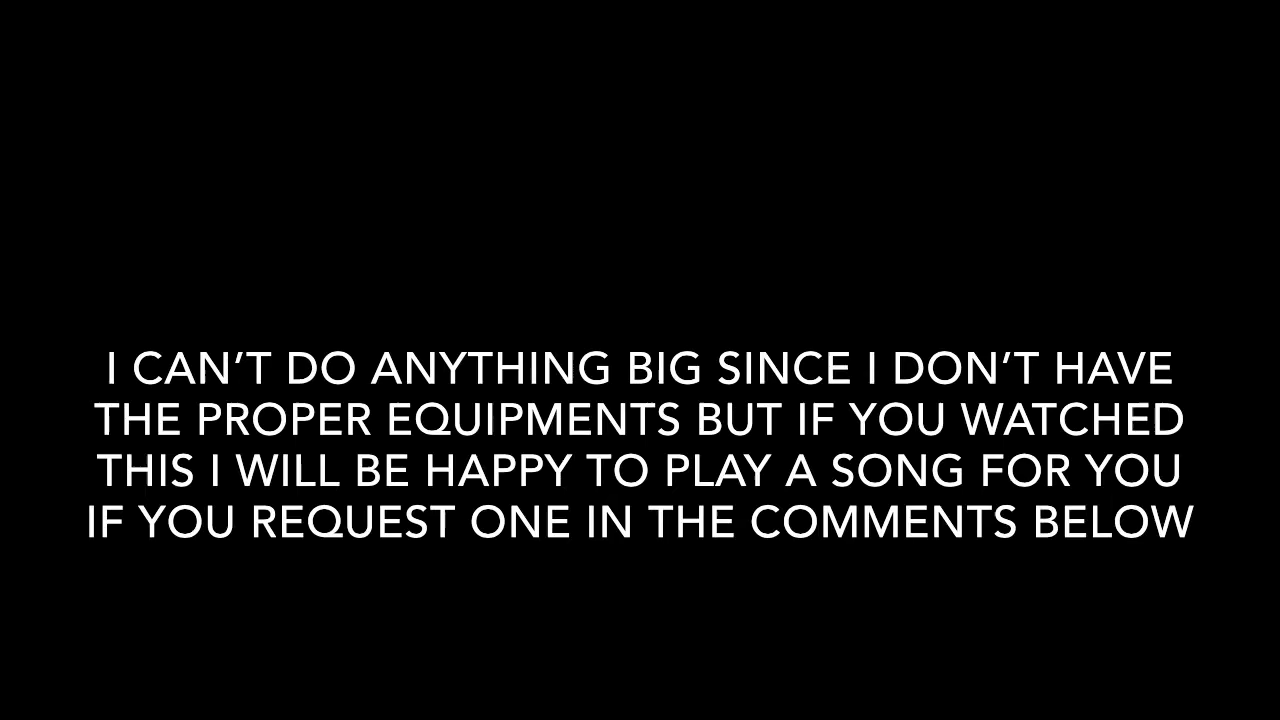 I CAN’T DO ANYTHING BIG SINCE I DON’T HAVE
THE PROPER EQUIPMENTS BUT IF YOU WATCHED
THIS I WILL BE HAPPY TO PLAY A SONG FOR YOU
IF YOU REQUEST ONE IN THE COMMENTS BELOW